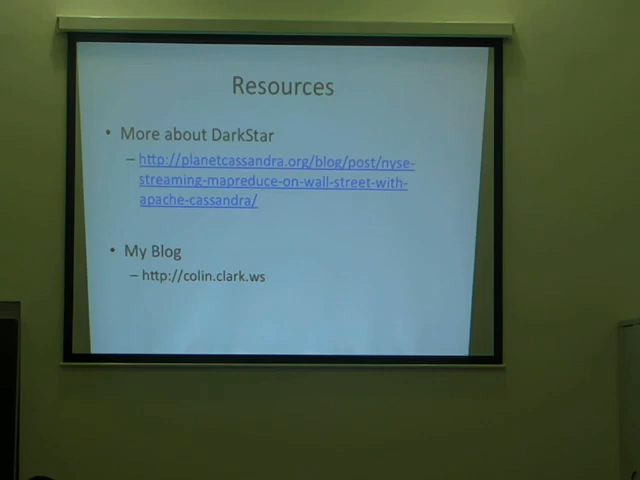 Resources
• More about DarkStar
– http://planetcassandra.org/blog/post/nyse-
streaming-mapreduce-on-wall-street-with-
apache-cassandra/
• My Blog
– http://colin.clark.ws